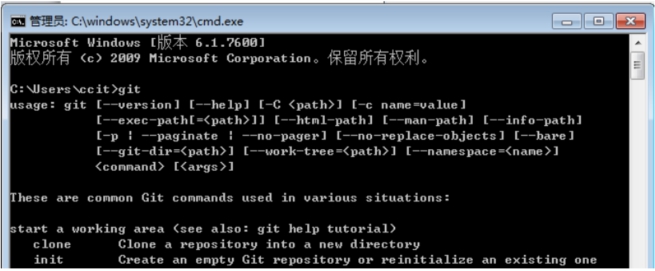 管理员: C:\windows\system32\cmd.exe
Microsoft Windows [版本 6.1.7600]
版权所有 (c) 2009 Microsoft Corporation。保留所有权利。
C:\Users\ccit>git
usage: git [--version] [--help] [-C <path>] [-c name=value]
[--exec-path[=<path>]] [--html-path] [--man-path] [--info-path]
[-p | --paginate | --no-pager] [--no-replace-objects] [--bare]
[--git-dir=<path>] [--work-tree=<path>] [--namespace=<name>]
<command> [<args>]
These are common Git commands used in various situations:
start a working area (see also: git help tutorial)
clone Clone a repository into a new directory
init Create an empty Git repository or reinitialize an existing one